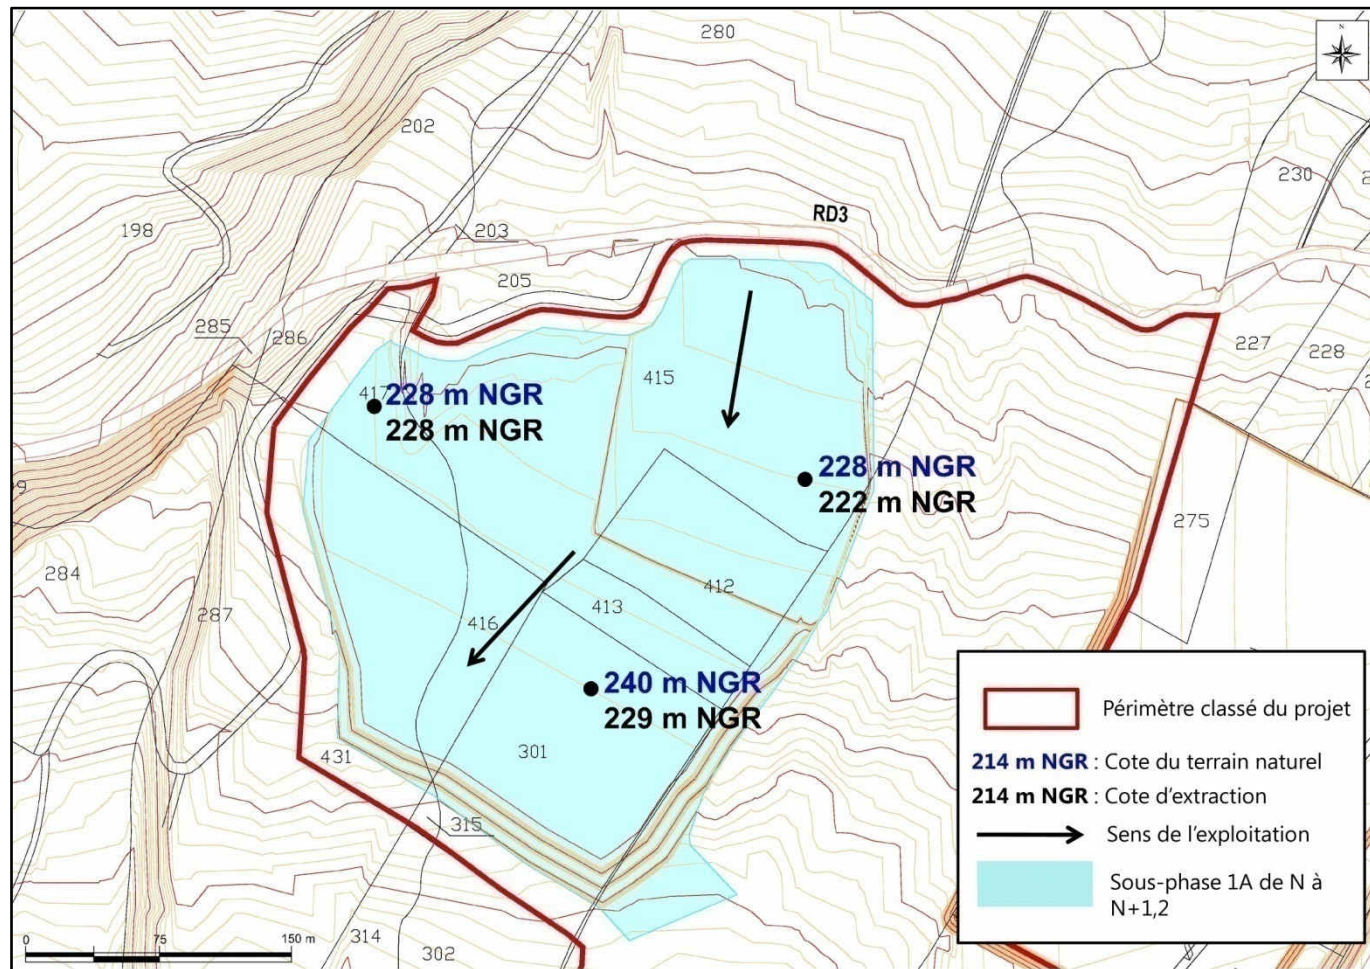 N
280
202
230
198
203
RD3
205
285
286
227
228
417
228 m NGR
228 m NGR
415
228 m NGR
222 m NGR
275
284
287
412
413
416
240 m NGR
229 m NGR
301
431
315
314
302
0 75 150 m
Périmètre classé du projet
214 m NGR : Cote du terrain naturel
214 m NGR : Cote d'extraction
Sens de l'exploitation
Sous-phase 1A de N à
N+1,2